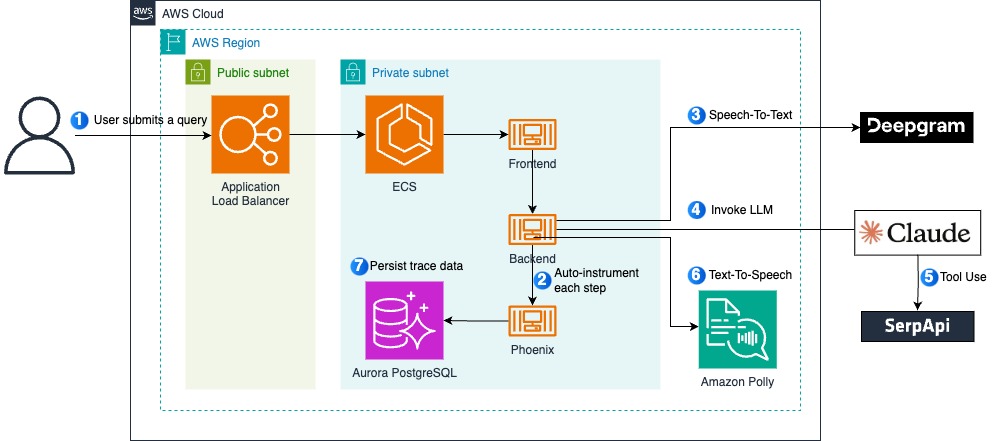 aws
AWS Cloud
AWS Region
Public subnet
Private subnet
1 User submits a query
Application
Load Balancer
ECS
Frontend
Backend
2 Auto-instrument
each step
Phoenix
7 Persist trace data
Aurora PostgreSQL
3 Speech-To-Text
Deepgram
4 Invoke LLM
Claude
5 Tool Use
SerpApi
6 Text-To-Speech
Amazon Polly